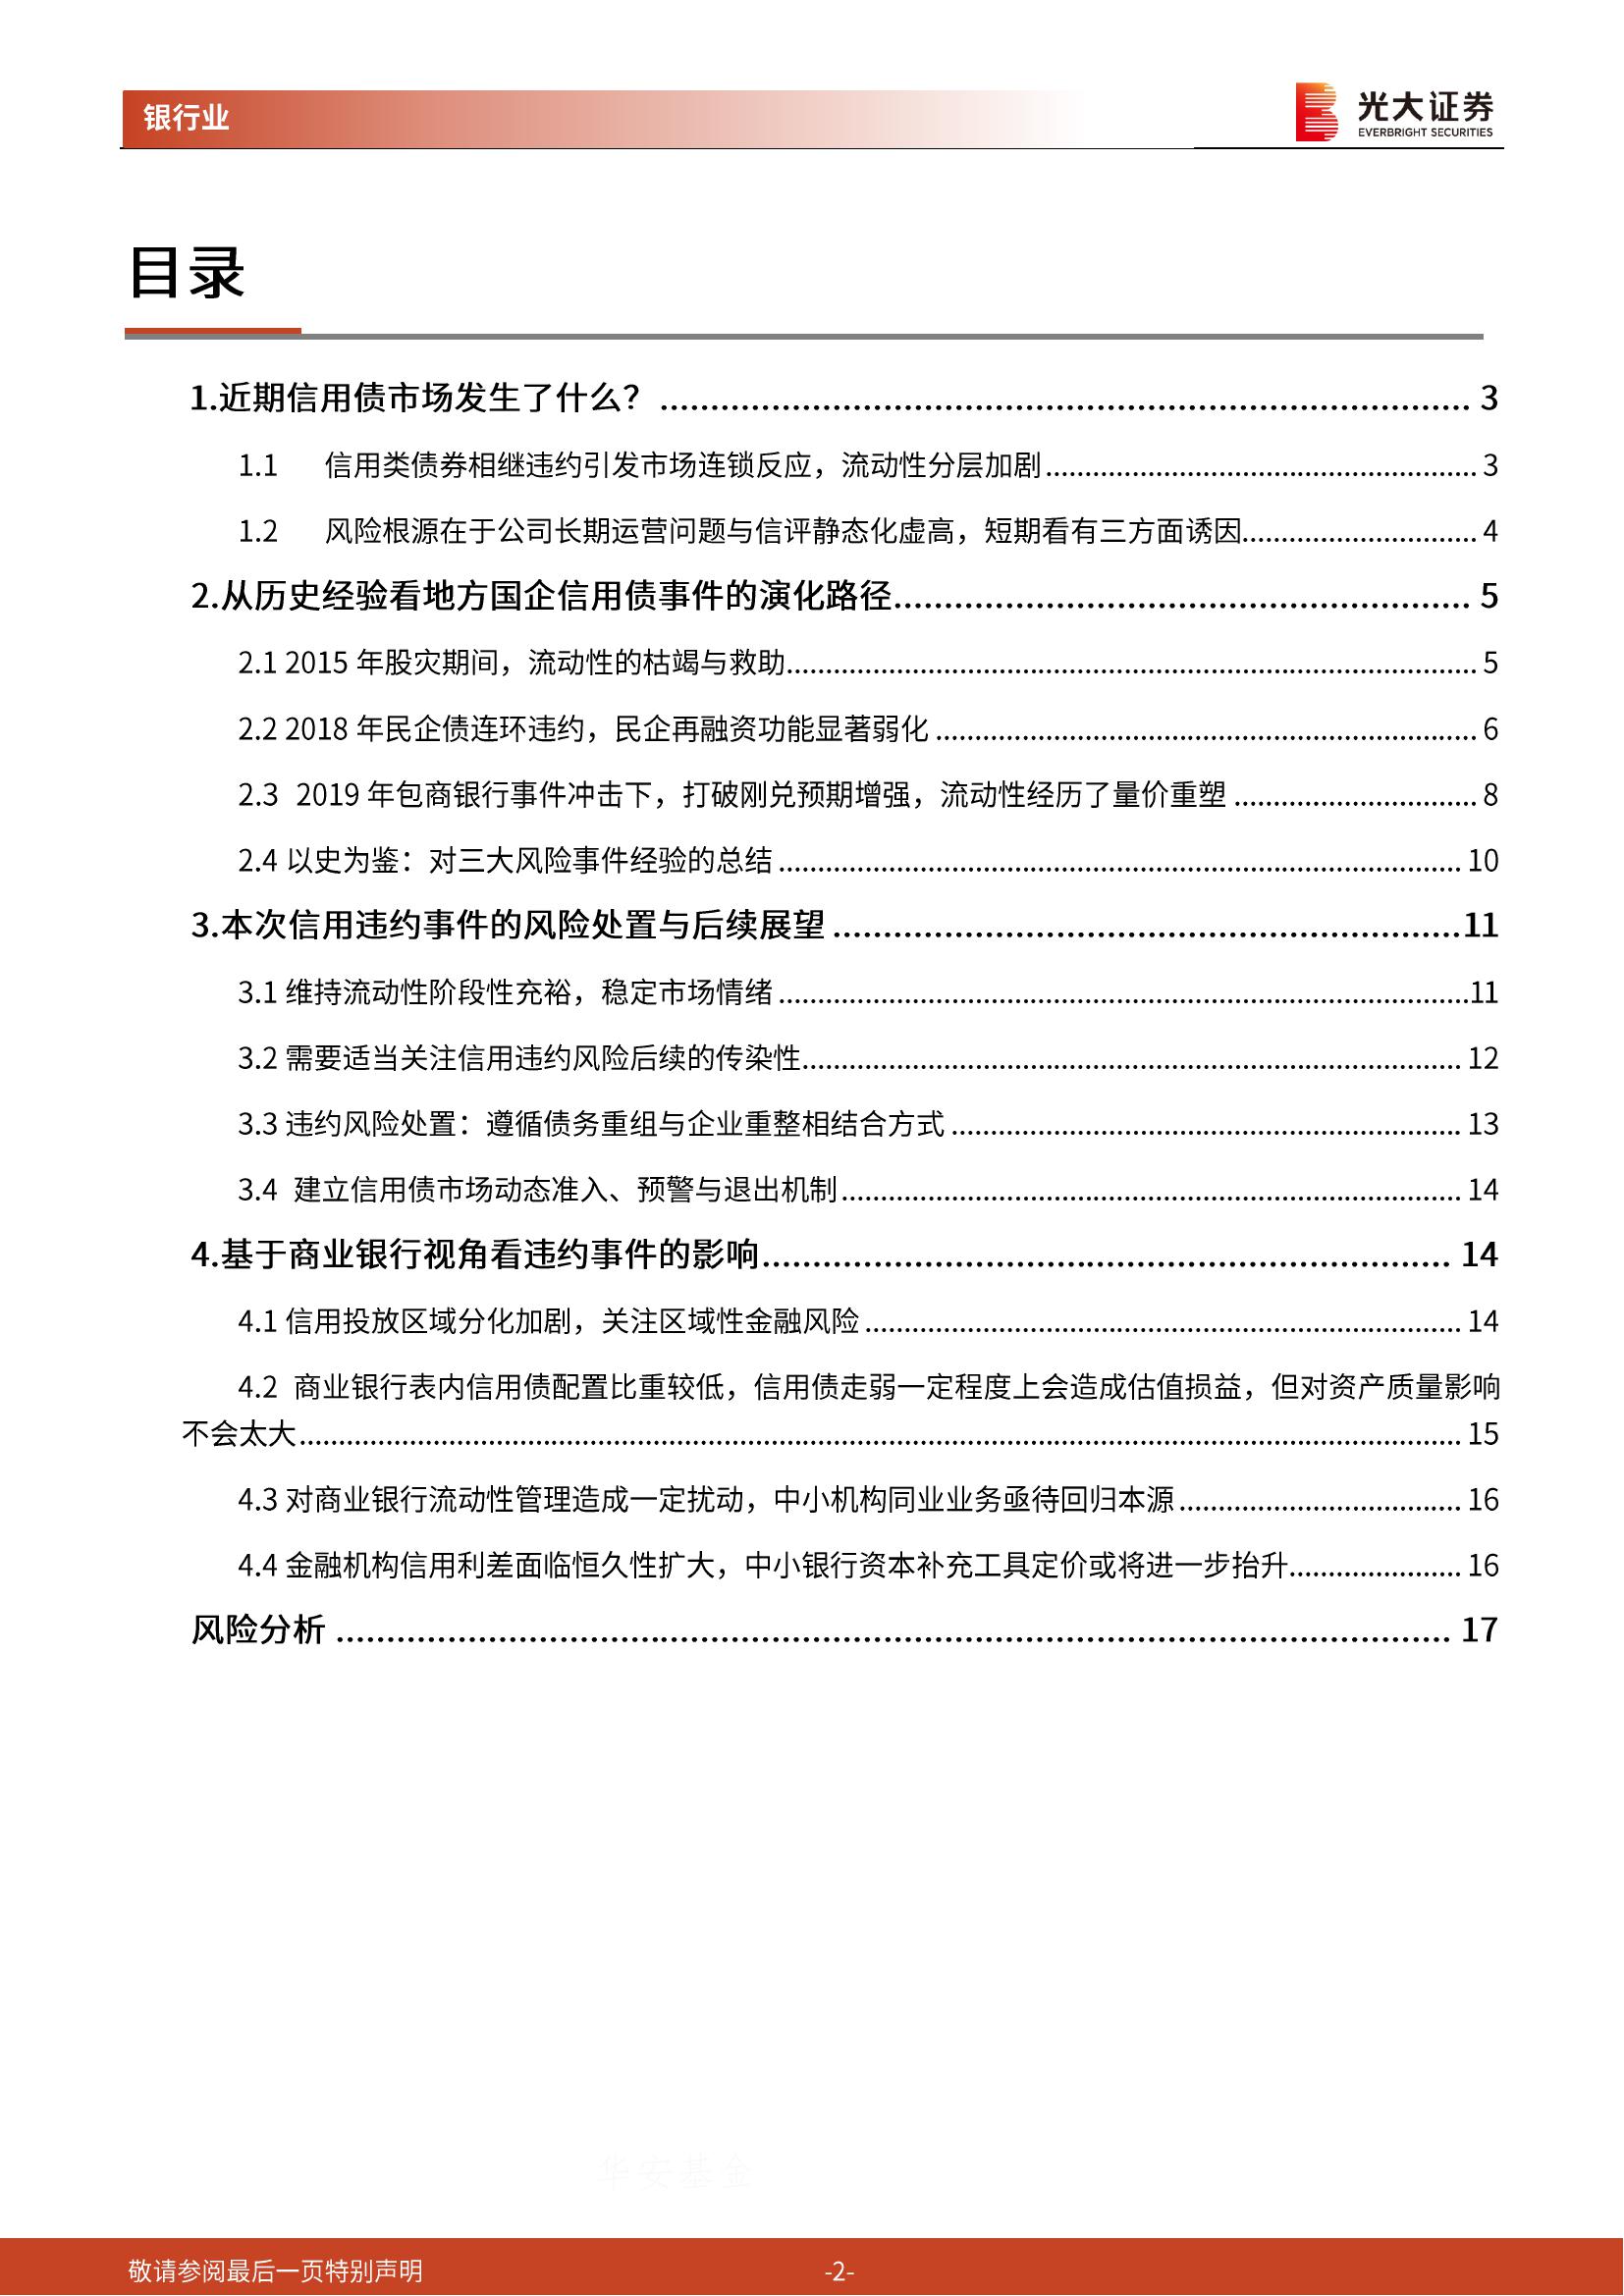 银行业
光大证券
EVERBRIGHT SECURITIES
目录
1.近期信用债市场发生了什么？ ........ 3
1.1 信用类债券相继违约引发市场连锁反应，流动性分层加剧 ........ 3
1.2 风险根源在于公司长期运营问题与信评静态化虚高，短期看有三方面诱因 ........ 4
2.从历史经验看地方国企信用债事件的演化路径 ........ 5
2.1 2015 年股灾期间，流动性的枯竭与救助 ........ 5
2.2 2018 年民企债连环违约，民企再融资功能显著弱化 ........ 6
2.3 2019 年包商银行事件冲击下，打破刚兑预期增强，流动性经历了量价重塑 ........ 8
2.4 以史为鉴：对三大风险事件经验的总结 ........ 10
3.本次信用违约事件的风险处置与后续展望 ........ 11
3.1 维持流动性阶段性充裕，稳定市场情绪 ........ 11
3.2 需要适当关注信用违约风险后续的传染性 ........ 12
3.3 违约风险处置：遵循债务重组与企业重整相结合方式 ........ 13
3.4 建立信用债市场动态准入、预警与退出机制 ........ 14
4.基于商业银行视角看违约事件的影响 ........ 14
4.1 信用投放区域分化加剧，关注区域性金融风险 ........ 14
4.2 商业银行表内信用债配置比重较低，信用债走弱一定程度上会造成估值损益，但对资产质量影响
不会太大 ........ 15
4.3 对商业银行流动性管理造成一定扰动，中小机构同业业务亟待回归本源 ........ 16
4.4 金融机构信用利差面临恒久性扩大，中小银行资本补充工具定价或将进一步抬升 ........ 16
风险分析 ........ 17
华安基金
敬请参阅最后一页特别声明
-2-